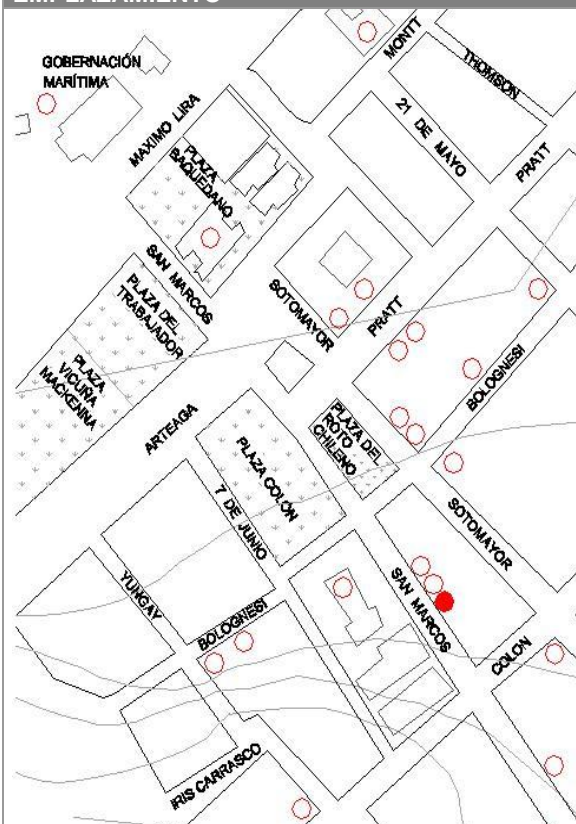 EMPLAZAMIENTO
GOBERNACIÓN
MARÍTIMA
MONTT
THOMSON
MAXIMO LIRA
21 DE MAYO
PLAZA
BAQUEDANO
PRATT
SAN MARCOS
PLAZA DEL
TRABAJADOR
SOTOMAYOR
PRATT
PLAZA
VICUÑA
MACKENNA
BOLOGNESI
ARTEAGA
PLAZA DEL
ROTO
CHILENO
PLAZA COLÓN
7 DE JUNIO
SOTOMAYOR
YUNGAY
SAN MARCOS
BOLOGNESI
COLON
IRIS CARRASCO